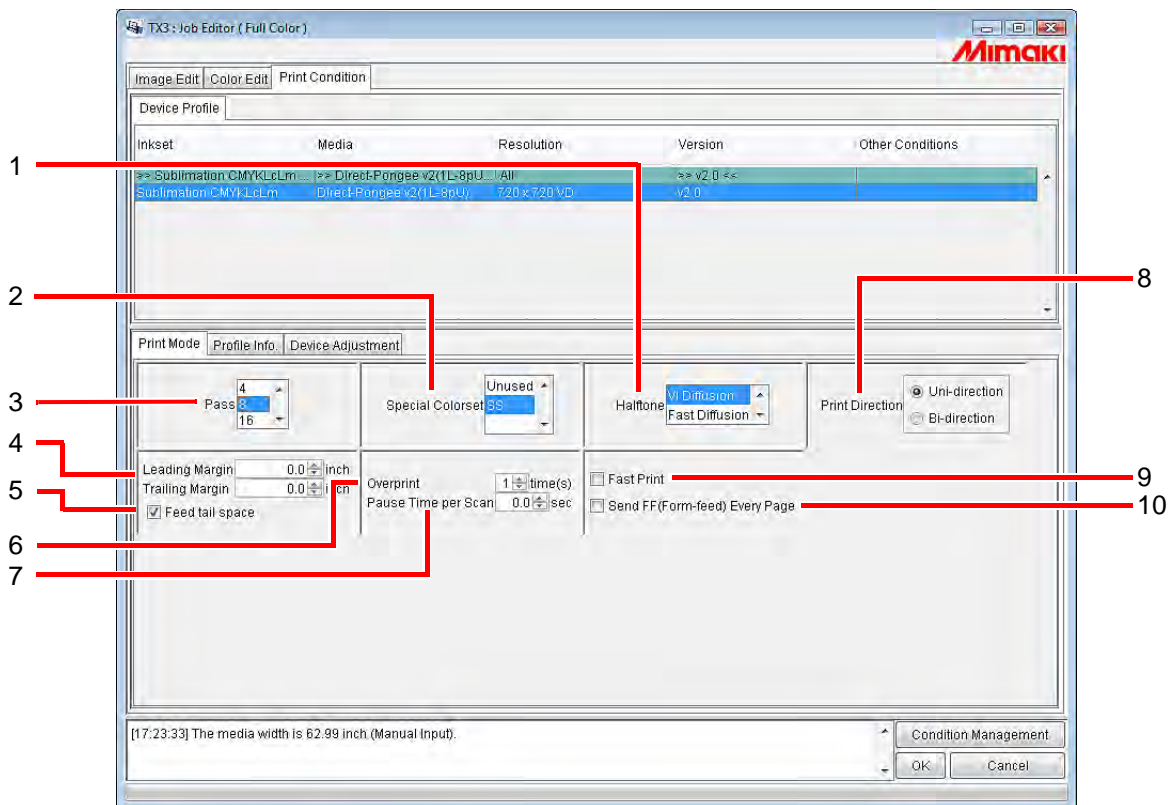 TX3 : Job Editor ( Full Color )
Mimaki
Image Edit Color Edit Print Condition
Device Profile
Inkset Media Resolution Version Other Conditions
1
>> Sublimation CMYKLcLm ... >> Direct-Pongee v2(1L-8pU... All >> v2.0 <<
Sublimation CMYKLcLm Direct-Pongee v2(1L-8pU) 720 x 720 VD v2.0
8
2
Print Mode Profile Info. Device Adjustment
3
Pass 4 8 16
Special Colorset Unused SS
Halftone VI Diffusion Fast Diffusion
Print Direction Uni-direction Bi-direction
4
Leading Margin 0.0 inch
Trailing Margin 0.0 inch
5
Feed tail space
Overprint 1 time(s)
Pause Time per Scan 0.0 sec
Fast Print
9
Send FF(Form-feed) Every Page
10
6
7
[17:23:33] The media width is 62.99 inch (Manual Input).
Condition Management
OK Cancel